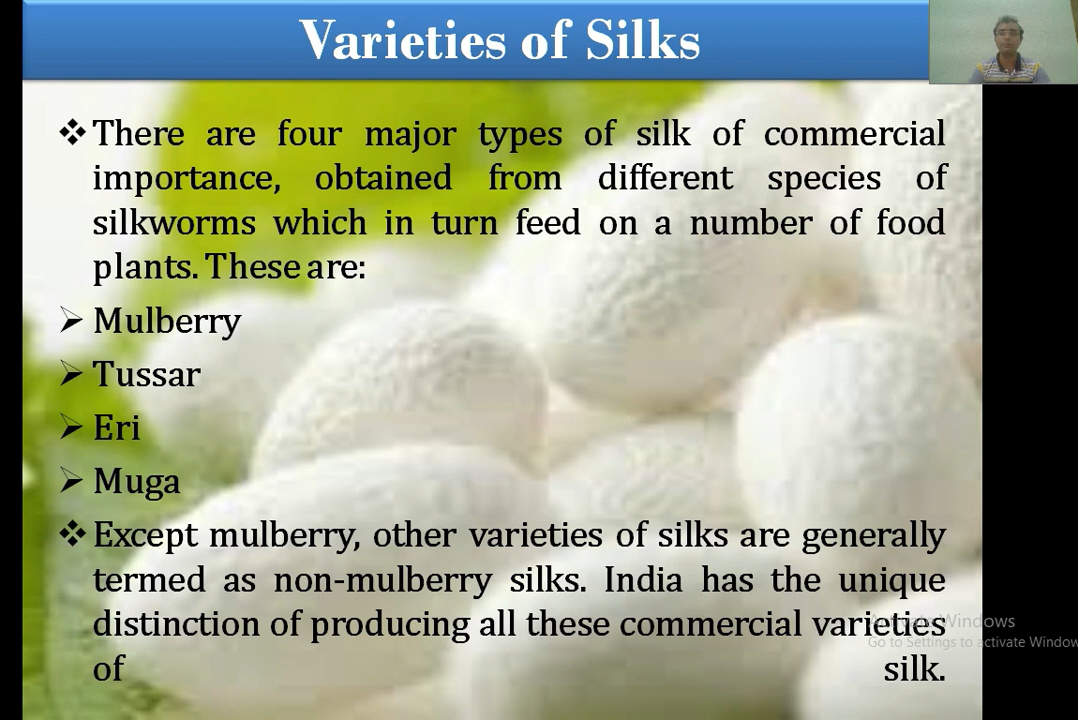 Varieties of Silks
❖ There are four major types of silk of commercial
importance, obtained from different species of
silkworms which in turn feed on a number of food
plants. These are:
➢ Mulberry
➢ Tussar
➢ Eri
➢ Muga
❖ Except mulberry, other varieties of silks are generally
termed as non-mulberry silks. India has the unique
distinction of producing all these commercial varieties
of silk.
Activate Windows
Go to Settings to activate Window